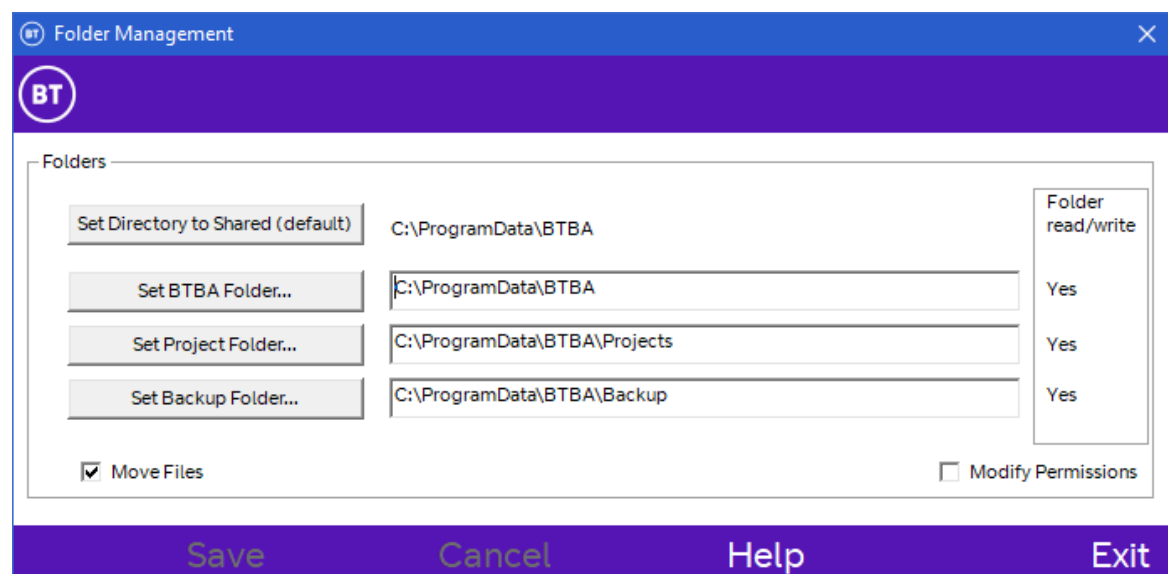 BT Folder Management
BT
Folders
Folder
read/write
Set Directory to Shared (default) C:\ProgramData\BTBA
Set BTBA Folder... C:\ProgramData\BTBA Yes
Set Project Folder... C:\ProgramData\BTBA\Projects Yes
Set Backup Folder... C:\ProgramData\BTBA\Backup Yes
Move Files Modify Permissions
Save Cancel Help Exit